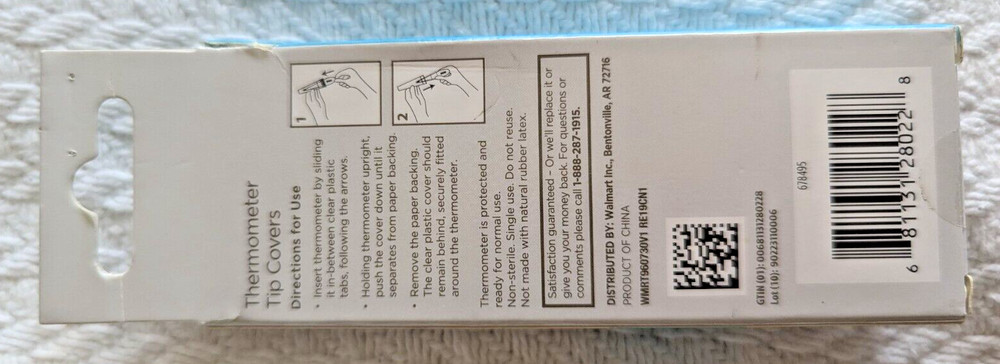 Thermometer
Tip Covers
Directions for Use
• Insert thermometer by sliding
it in-between clear plastic
tabs, following the arrows.
• Holding thermometer upright,
push the cover down until it
separates from paper backing.
• Remove the paper backing.
The clear plastic cover should
remain behind, securely fitted
around the thermometer.
1
2
Thermometer is protected and
ready for normal use.
Non-sterile. Single use. Do not reuse.
Not made with natural rubber latex.
Satisfaction guaranteed – Or we'll replace it or
give you your money back. For questions or
comments please call 1-888-287-1915.
DISTRIBUTED BY: Walmart Inc., Bentonville, AR 72716
PRODUCT OF CHINA
WMRT960730V1 RE19CN1
GTIN (01): 00681131280228
Lot (10): 9022310006
678495
6 81131 28022 8